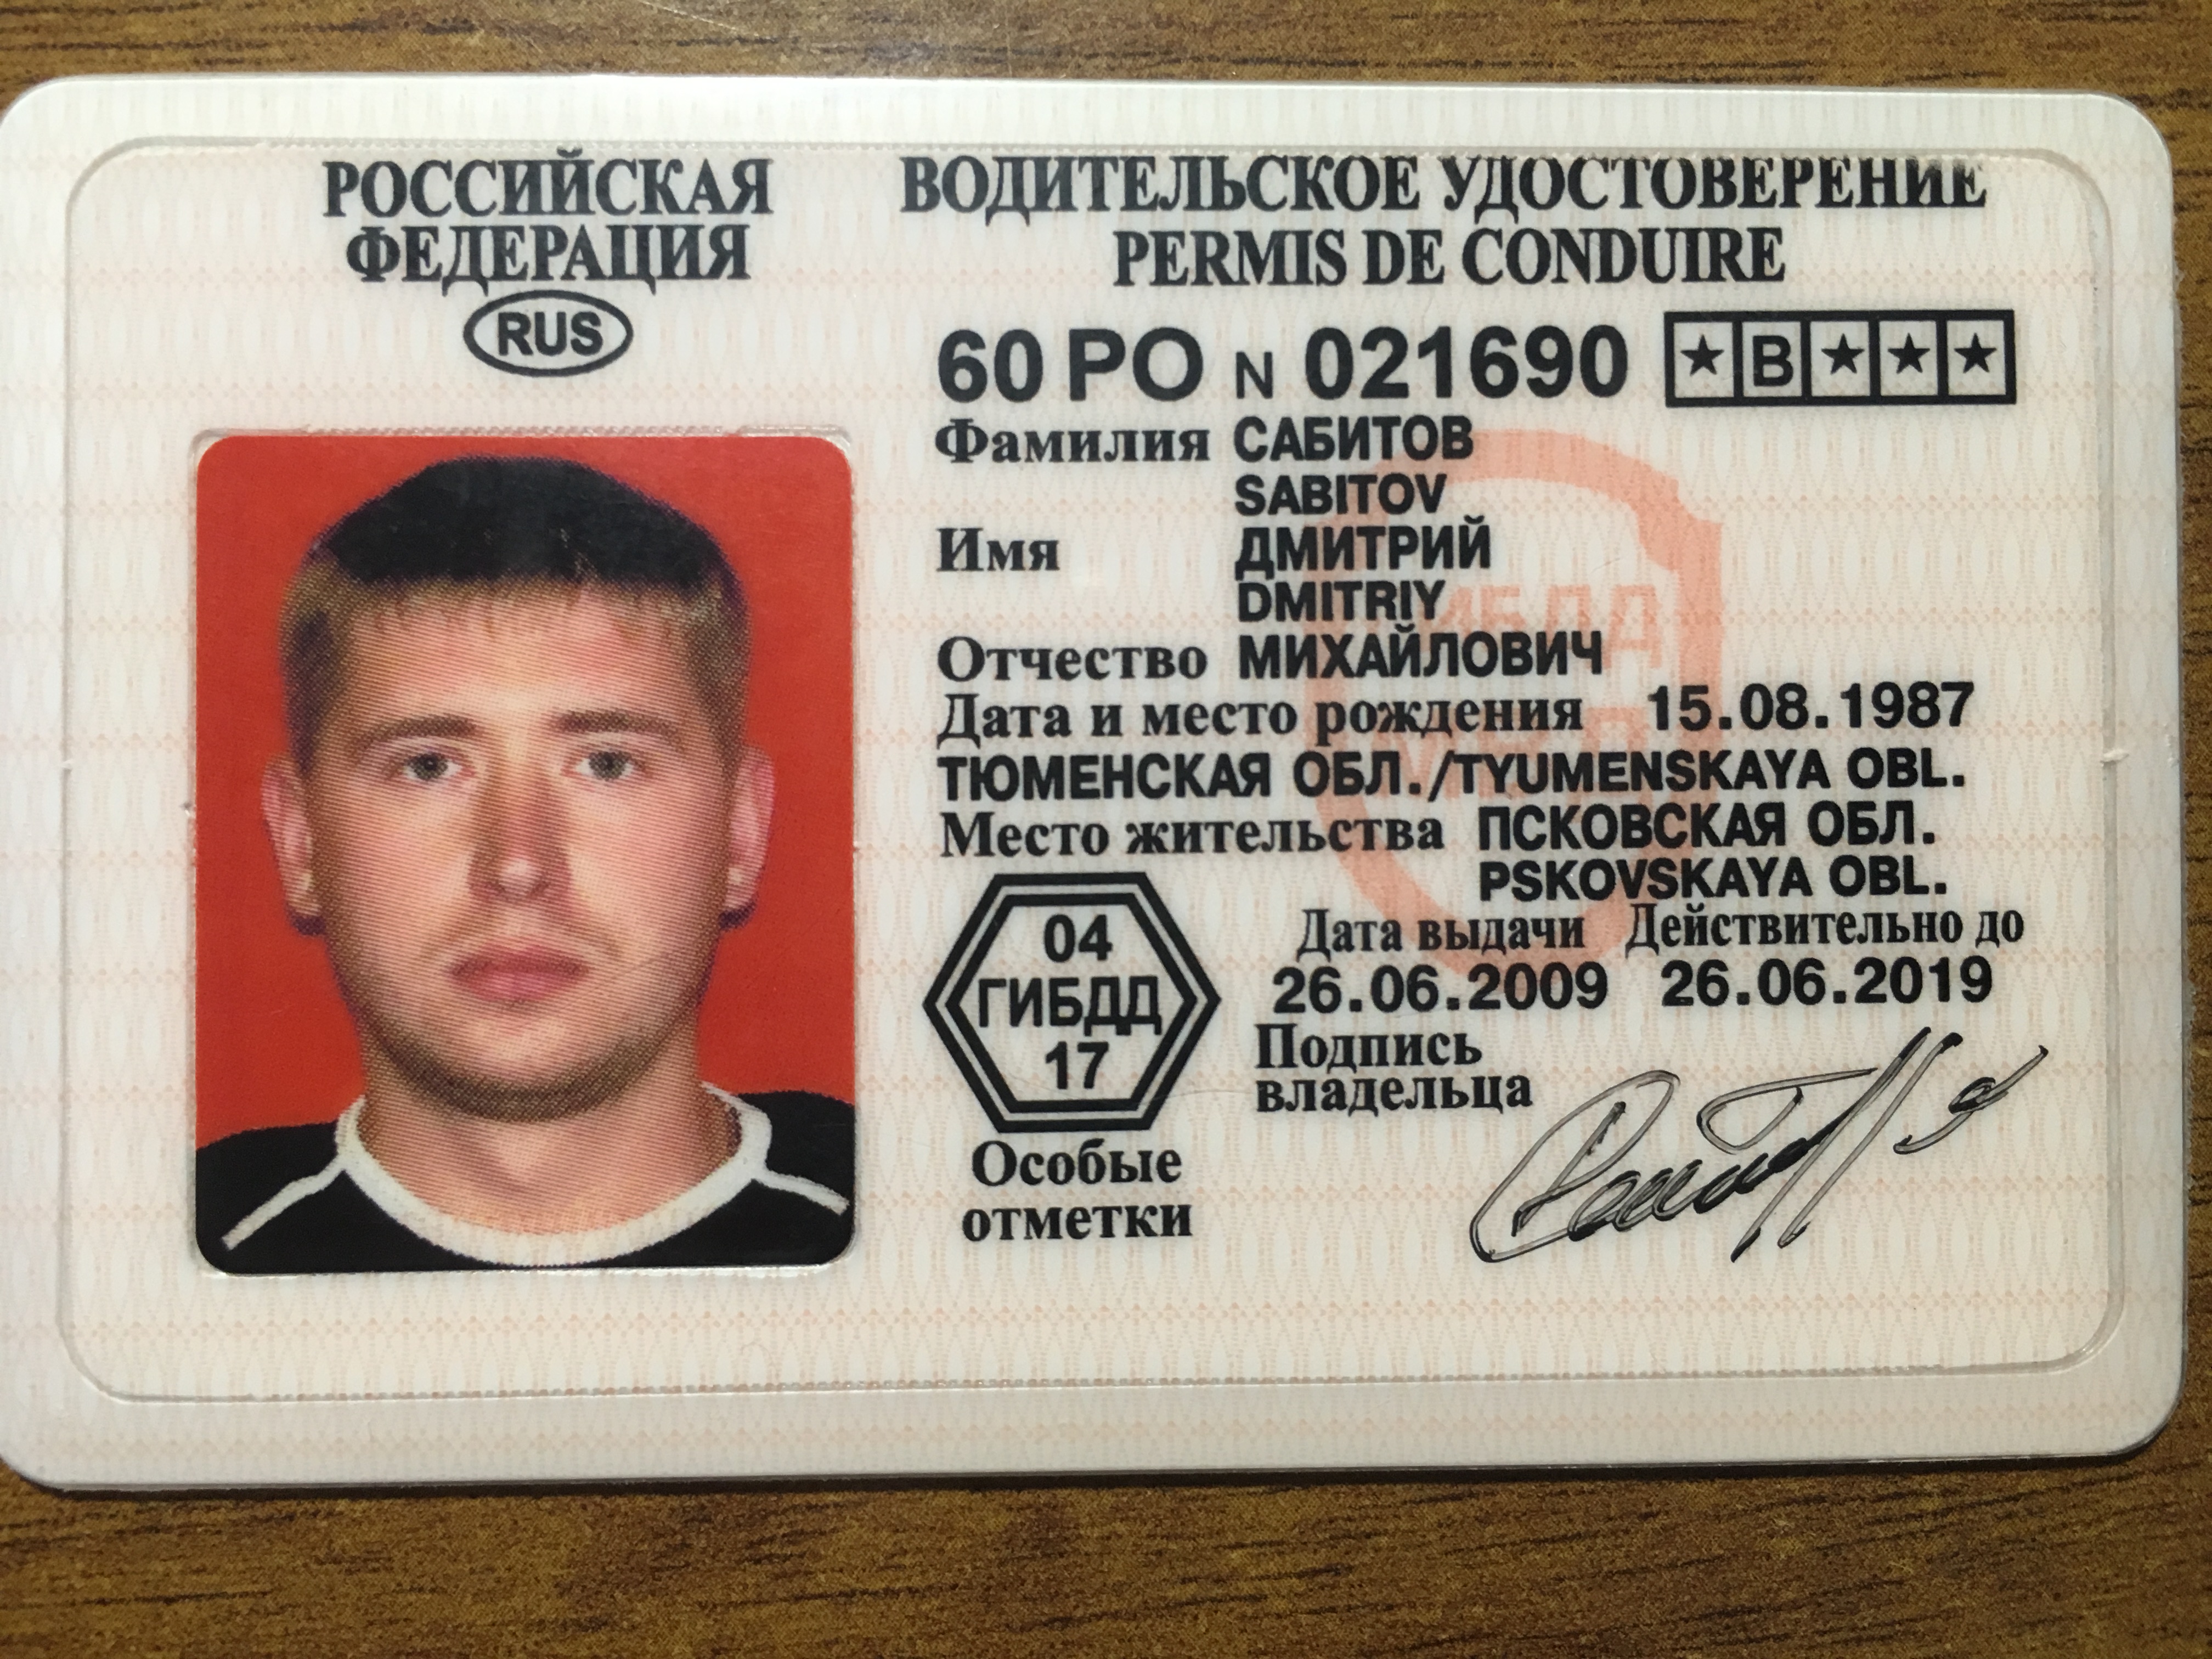 РОССИЙСКАЯ
ФЕДЕРАЦИЯ
RUS
ВОДИТЕЛЬСКОЕ УДОСТОВЕРЕНИЕ
PERMIS DE CONDUIRE
60 РО N 021690 ★ B ★ ★ ★
Фамилия САБИТОВ
SABITOV
Имя ДМИТРИЙ
DMITRIY
Отчество МИХАЙЛОВИЧ
Дата и место рождения 15.08.1987
ТЮМЕНСКАЯ ОБЛ./TYUMENSKAYA OBL.
Место жительства ПСКОВСКАЯ ОБЛ.
PSKOVSKAYA OBL.
04
ГИБДД
17
Дата выдачи Действительно до
26.06.2009 26.06.2019
Подпись
владельца
Особые
отметки